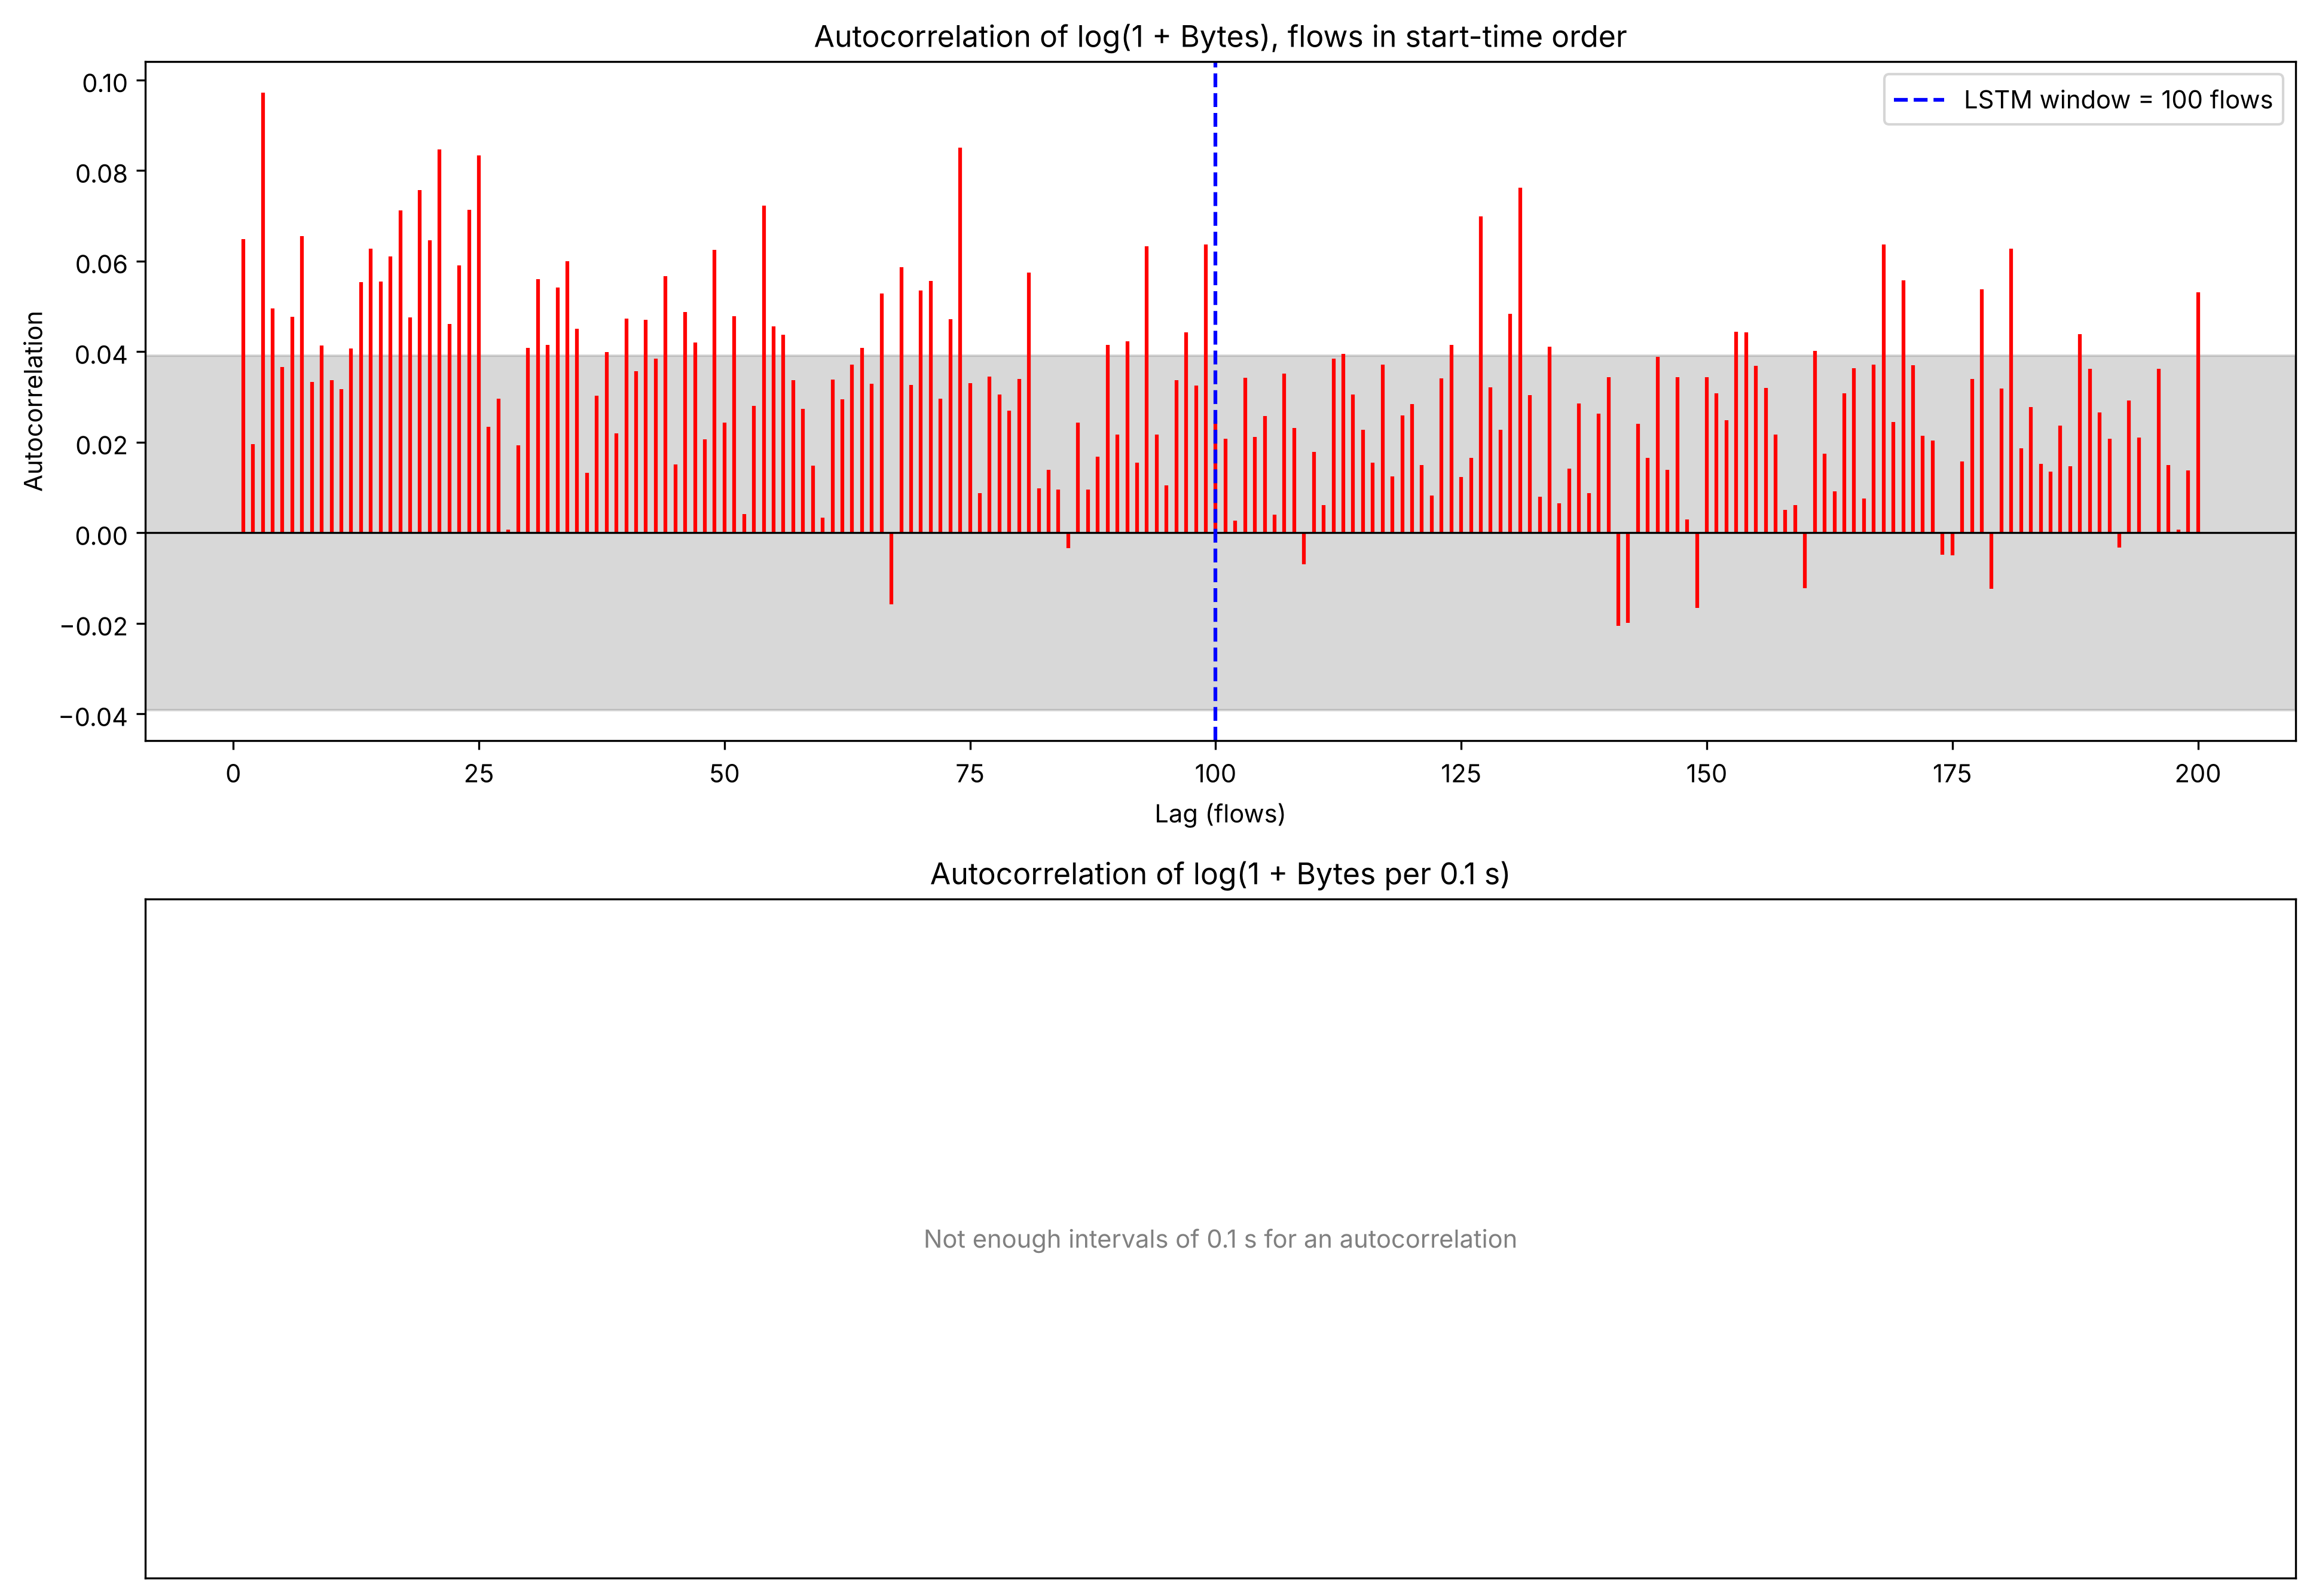 Autocorrelation of log(1 + Bytes), flows in start-time order
LSTM window = 100 flows
0.10
0.08
0.06
0.04
0.02
0.00
−0.02
−0.04
Autocorrelation
0 25 50 75 100 125 150 175 200
Lag (flows)
Autocorrelation of log(1 + Bytes per 0.1 s)
Not enough intervals of 0.1 s for an autocorrelation